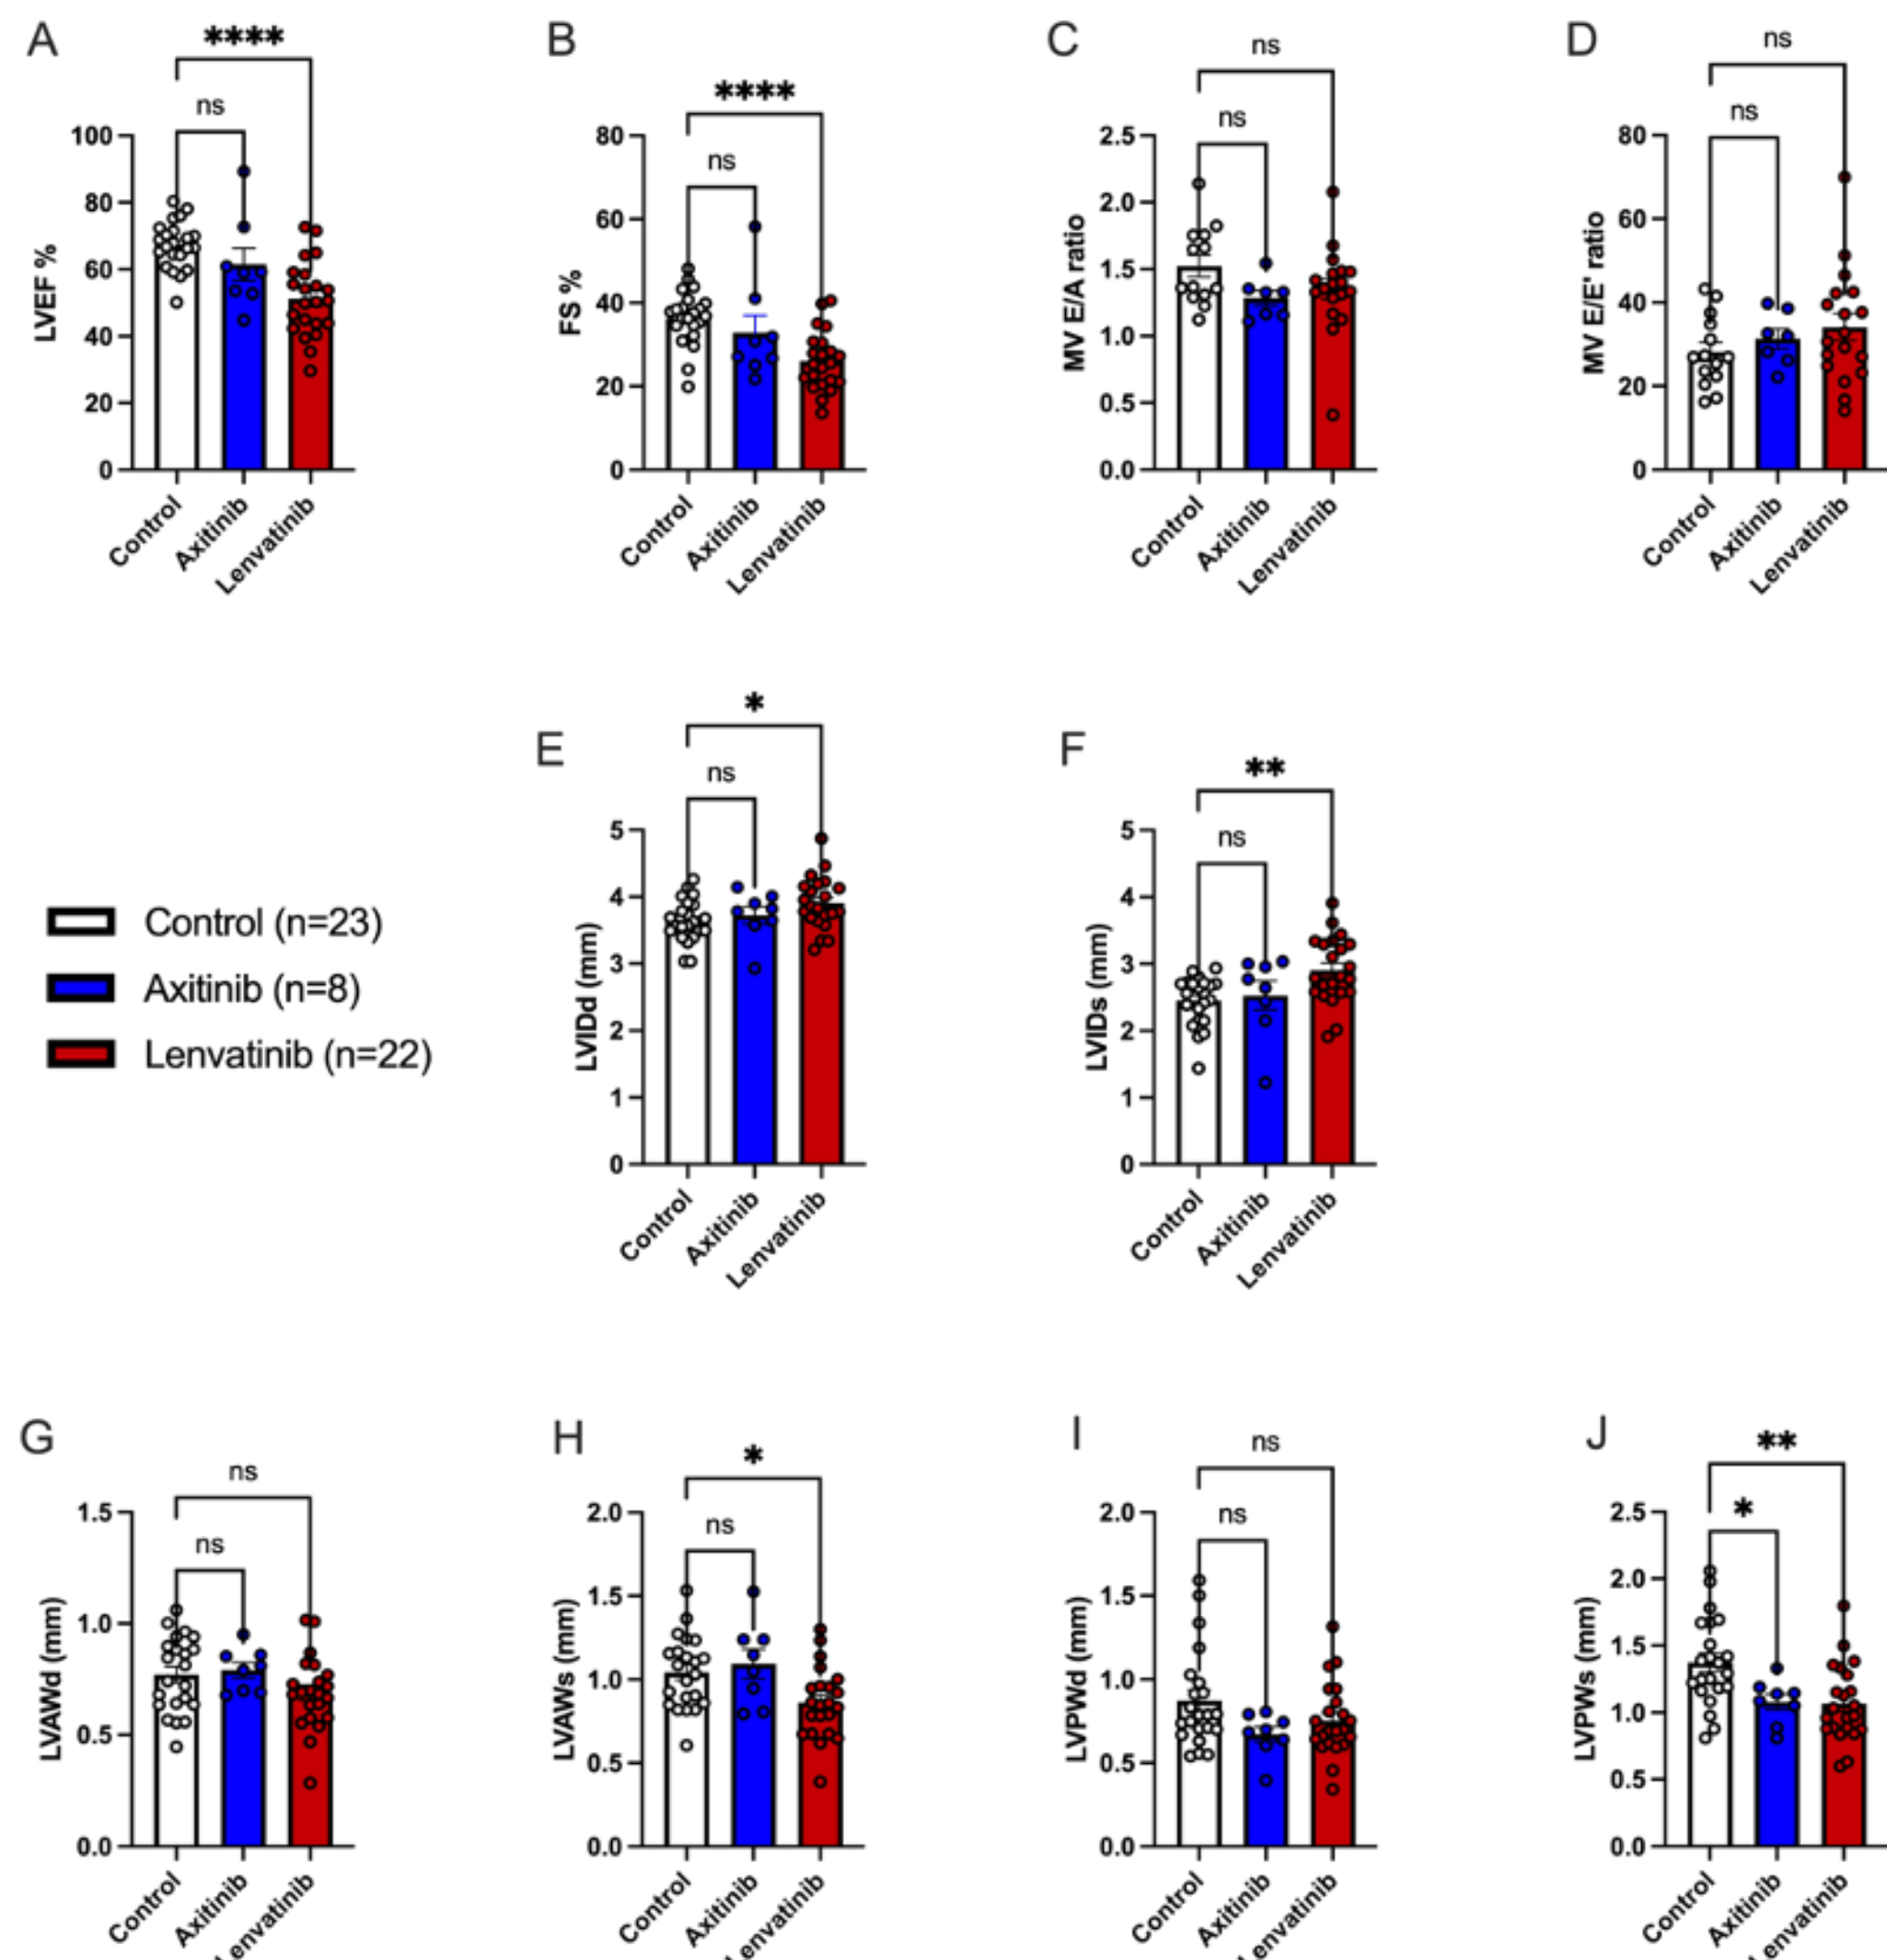 A
****
ns
LVEF %
100
80
60
40
20
0
Control
Axitinib
Lenvatinib
B
****
ns
FS %
80
60
40
20
0
Control
Axitinib
Lenvatinib
C
ns
ns
MV E/A ratio
2.5
2.0
1.5
1.0
0.5
0.0
Control
Axitinib
Lenvatinib
D
ns
ns
MV E/E' ratio
80
60
40
20
0
Control
Axitinib
Lenvatinib
Control (n=23)
Axitinib (n=8)
Lenvatinib (n=22)
E
*
ns
LVIDd (mm)
5
4
3
2
1
0
Control
Axitinib
Lenvatinib
F
**
ns
LVIDs (mm)
5
4
3
2
1
0
Control
Axitinib
Lenvatinib
G
ns
ns
LVAWd (mm)
1.5
1.0
0.5
0.0
Control
Axitinib
Lenvatinib
H
*
ns
LVAWs (mm)
2.0
1.5
1.0
0.5
0.0
Control
Axitinib
Lenvatinib
I
ns
ns
LVPWd (mm)
2.0
1.5
1.0
0.5
0.0
Control
Axitinib
Lenvatinib
J
**
*
LVPWs (mm)
2.5
2.0
1.5
1.0
0.5
0.0
Control
Axitinib
Lenvatinib